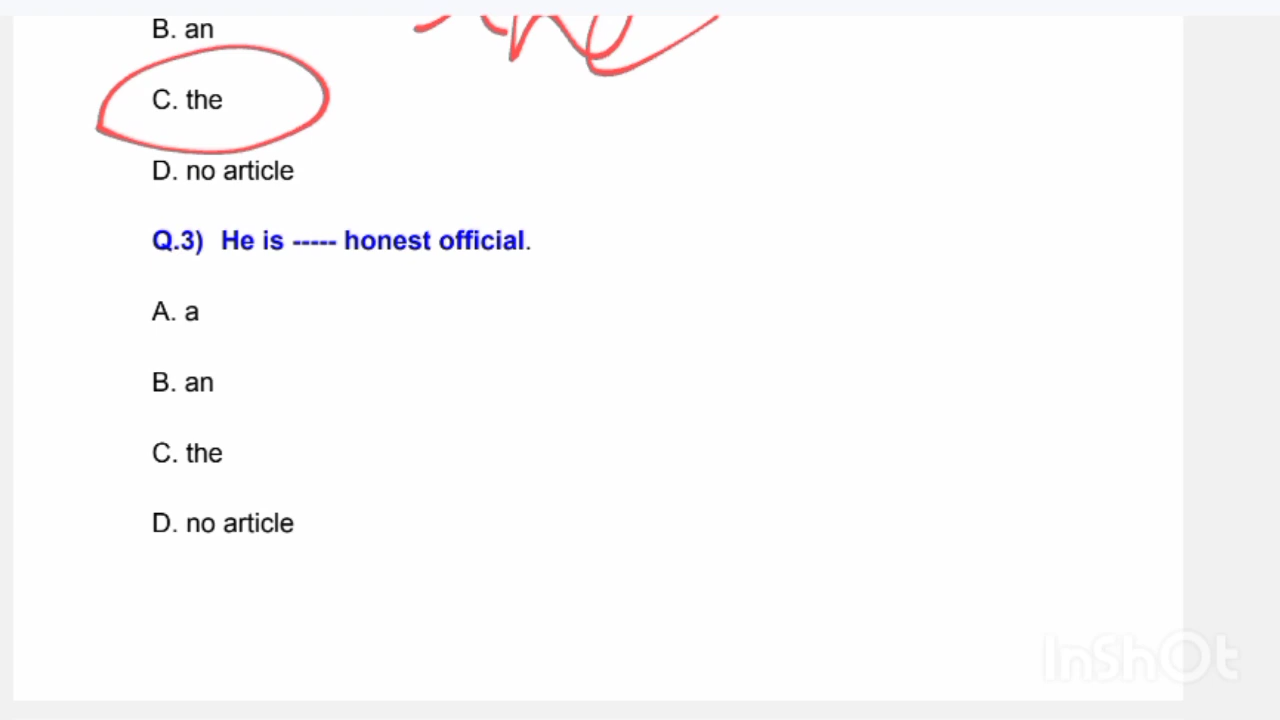 B. an
C. the
D. no article
Q.3) He is ----- honest official.
A. a
B. an
C. the
D. no article
InShOt